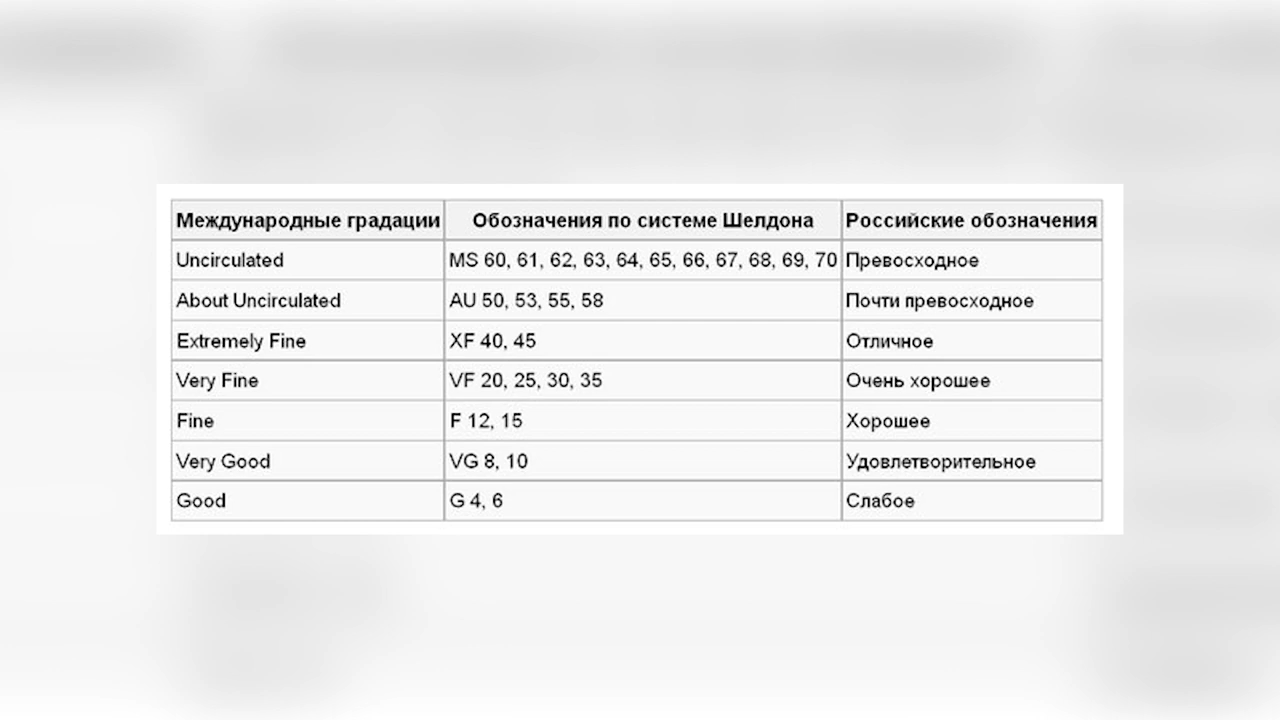 Международные градации Обозначения по системе Шелдона Российские обозначения
Uncirculated MS 60, 61, 62, 63, 64, 65, 66, 67, 68, 69, 70 Превосходное
About Uncirculated AU 50, 53, 55, 58 Почти превосходное
Extremely Fine XF 40, 45 Отличное
Very Fine VF 20, 25, 30, 35 Очень хорошее
Fine F 12, 15 Хорошее
Very Good VG 8, 10 Удовлетворительное
Good G 4, 6 Слабое